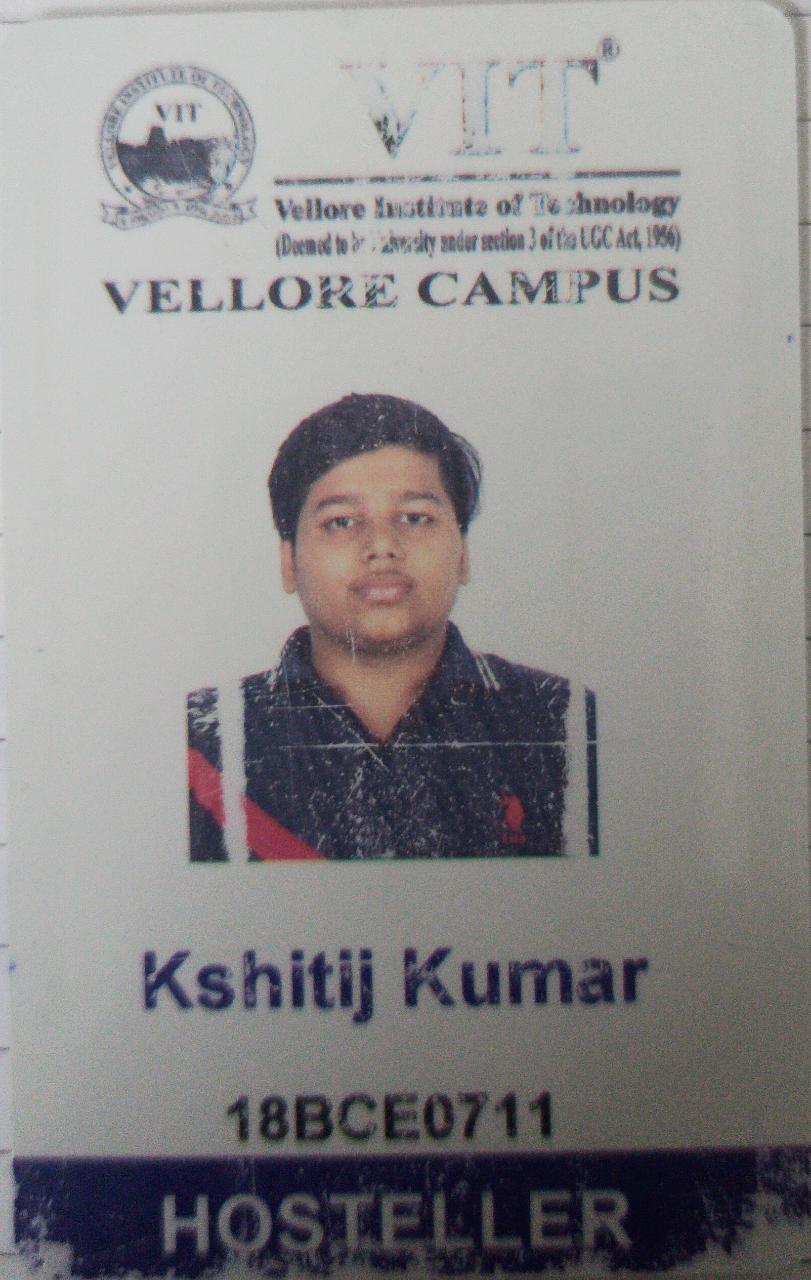 VELLORE INSTITUTE OF TECHNOLOGY
VIT
VIT®
Vellore Institute of Technology
(Deemed to be University under section 3 of the UGC Act, 1956)
VELLORE CAMPUS
Kshitij Kumar
18BCE0711
HOSTELLER